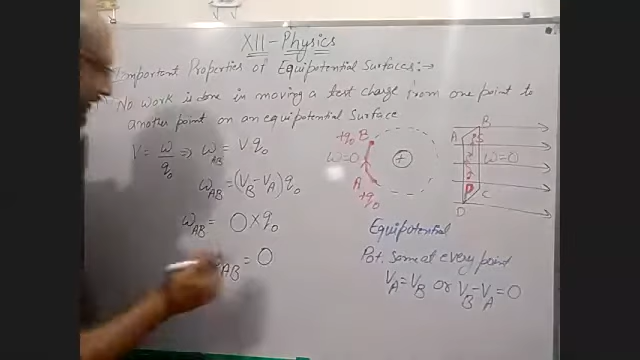 XII-Physics
Important Properties of Equipotential Surfaces:→
No work is done in moving a test charge from one point to
another point on an equipotential Surface
V = W/q₀ ⇒ W_AB = V q₀
W_AB = (V_B - V_A) q₀
W_AB = 0 × q₀
AB = 0
+q₀ B
W=0
A
+q₀
+
A B
W=0
D C
Equipotential
Pot. same at every point
V_A = V_B or V_B - V_A = 0